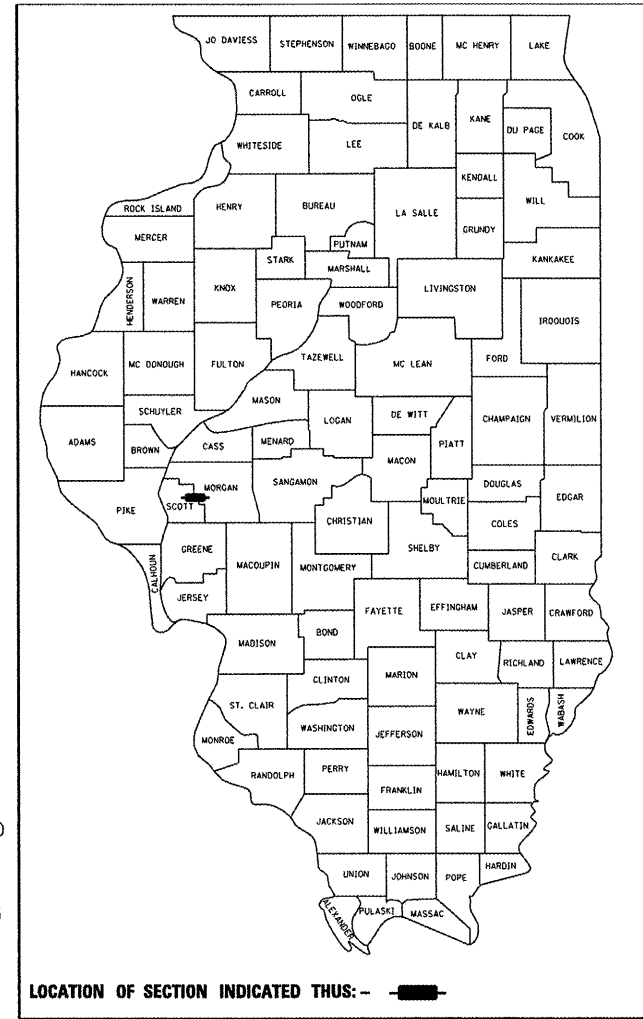 JO DAVIESS STEPHENSON WINNEBAGO BOONE MC HENRY LAKE
CARROLL OGLE DE KALB KANE DU PAGE COOK
WHITESIDE LEE
KENDALL WILL
ROCK ISLAND HENRY BUREAU LA SALLE GRUNDY
MERCER PUTNAM
STARK MARSHALL KANKAKEE
HENDERSON WARREN KNOX PEORIA WOODFORD LIVINGSTON IROQUOIS
HANCOCK MC DONOUGH FULTON TAZEWELL MC LEAN FORD
SCHUYLER MASON DE WITT
ADAMS BROWN CASS MENARD LOGAN PIATT CHAMPAIGN VERMILION
MACON
SCOTT MORGAN SANGAMON DOUGLAS
PIKE CHRISTIAN MOULTRIE COLES EDGAR
CALHOUN GREENE MACOUPIN MONTGOMERY SHELBY CUMBERLAND CLARK
JERSEY FAYETTE EFFINGHAM JASPER CRAWFORD
MADISON BOND
CLAY RICHLAND LAWRENCE
CLINTON MARION
ST. CLAIR WAYNE EDWARDS WABASH
MONROE WASHINGTON JEFFERSON
RANDOLPH PERRY HAMILTON WHITE
FRANKLIN
JACKSON WILLIAMSON SALINE GALLATIN
UNION JOHNSON POPE HARDIN
ALEXANDER PULASKI MASSAC
LOCATION OF SECTION INDICATED THUS: -